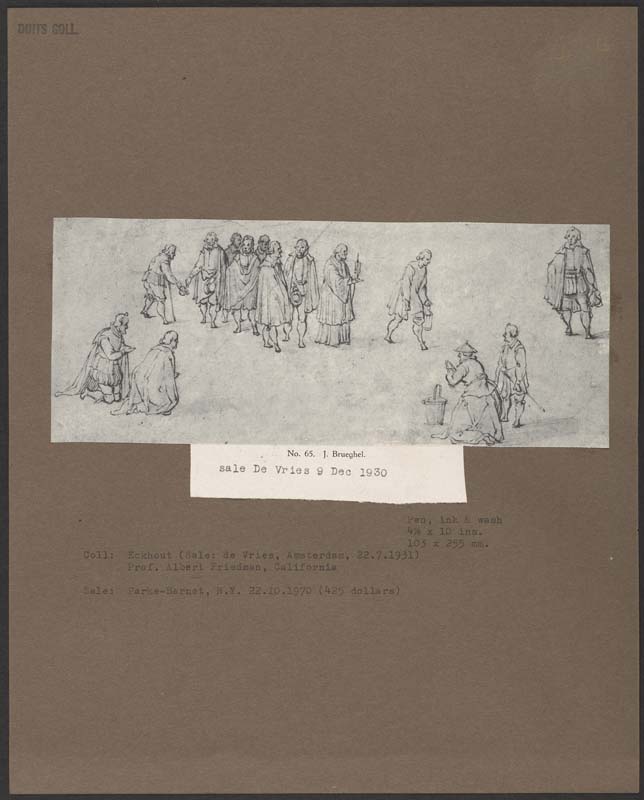 DUITS COLL.
No. 65. J. Brueghel.
sale De Vries 9 Dec 1930
Pen, ink & wash
4⅛ x 10 ins.
103 x 255 mm.
Coll: Eckhout (Sale: de Vries, Amsterdam, 22.7.1931)
Prof. Albert Friedman, California
Sale: Parke-Bernet, N.Y. 22.10.1970 (425 dollars)